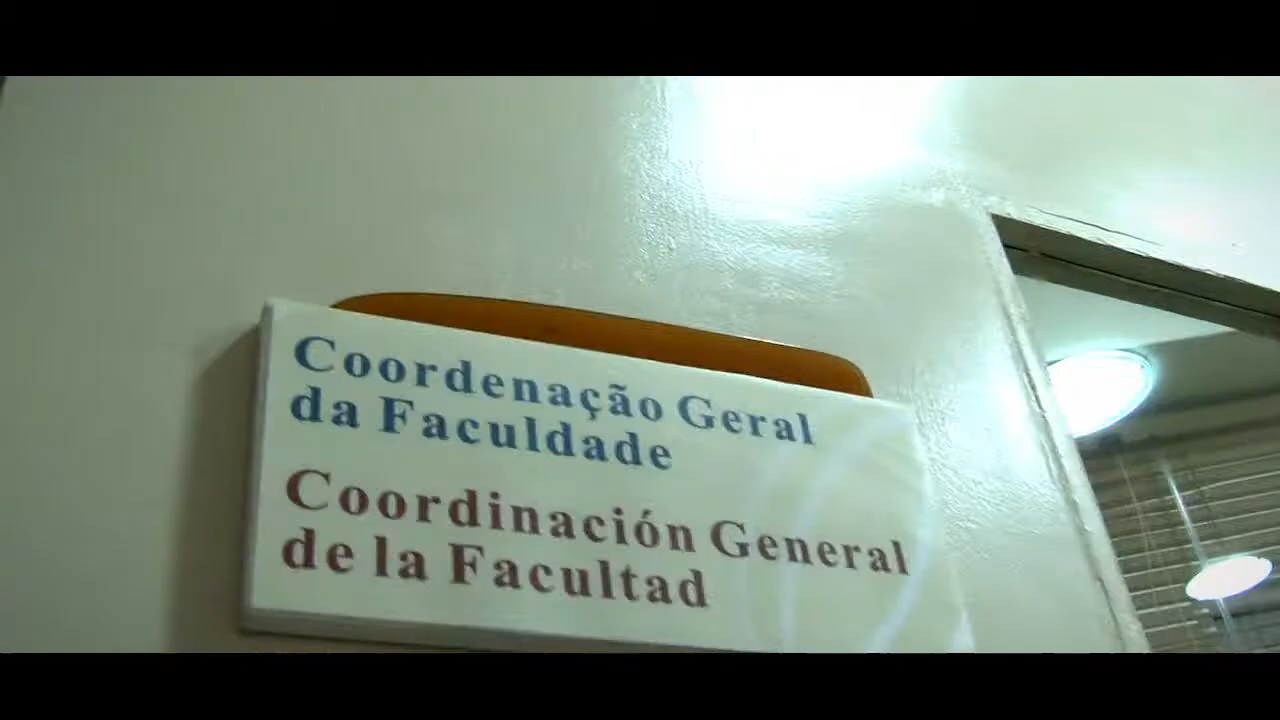 Coordenação Geral
da Faculdade
Coordinación General
de la Facultad